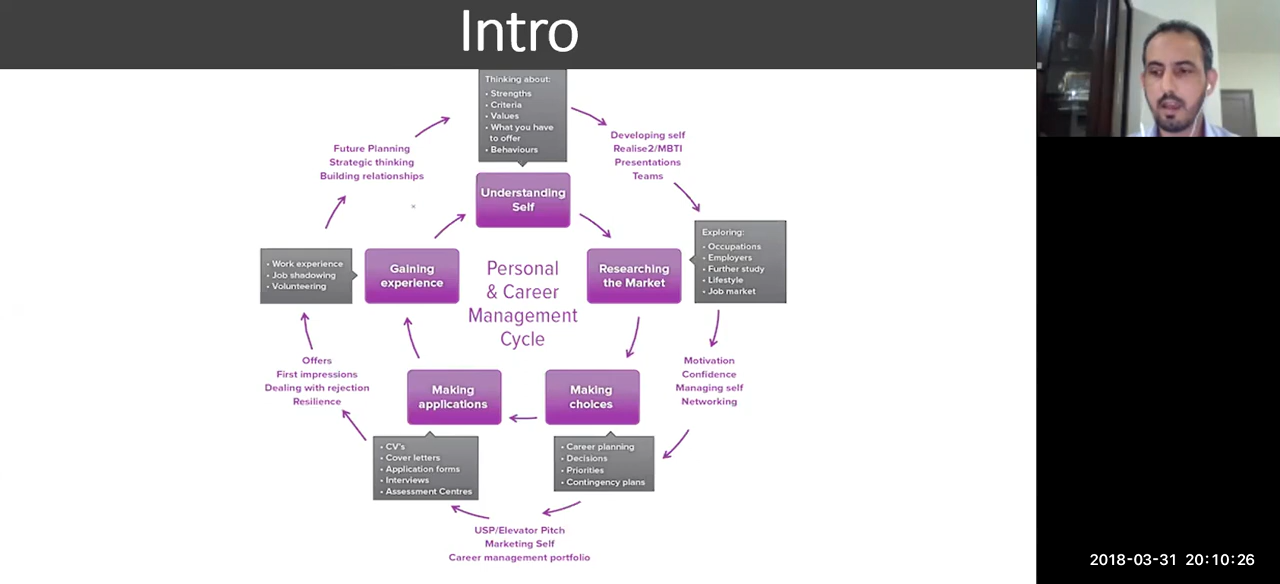 Intro
Thinking about:
• Strengths
• Criteria
• Values
• What you have
to offer
• Behaviours
Future Planning
Strategic thinking
Building relationships
Developing self
Realise2/MBTI
Presentations
Teams
Understanding
Self
Exploring:
• Occupations
• Employers
• Further study
• Lifestyle
• Job market
• Work experience
• Job shadowing
• Volunteering
Gaining
experience
Personal
& Career
Management
Cycle
Researching
the Market
Offers
First impressions
Dealing with rejection
Resilience
Motivation
Confidence
Managing self
Networking
Making
applications
Making
choices
• CV's
• Cover letters
• Application forms
• Interviews
• Assessment Centres
• Career planning
• Decisions
• Priorities
• Contingency plans
USP/Elevator Pitch
Marketing Self
Career management portfolio
2018-03-31 20:10:26